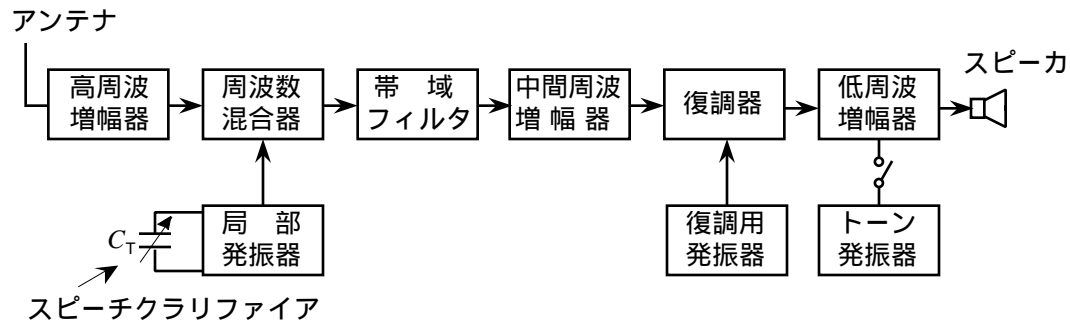 アンテナ
スピーカ
高周波
増幅器
周波数
混合器
帯 域
フィルタ
中間周波
増 幅 器
復調器
低周波
増幅器
C_T
局 部
発振器
復調用
発振器
トーン
発振器
スピーチクラリファイア